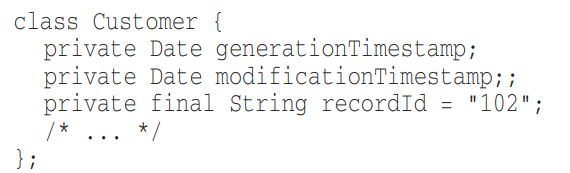 class Customer {
private Date generationTimestamp;
private Date modificationTimestamp;;
private final String recordId = "102";
/* ... */
};